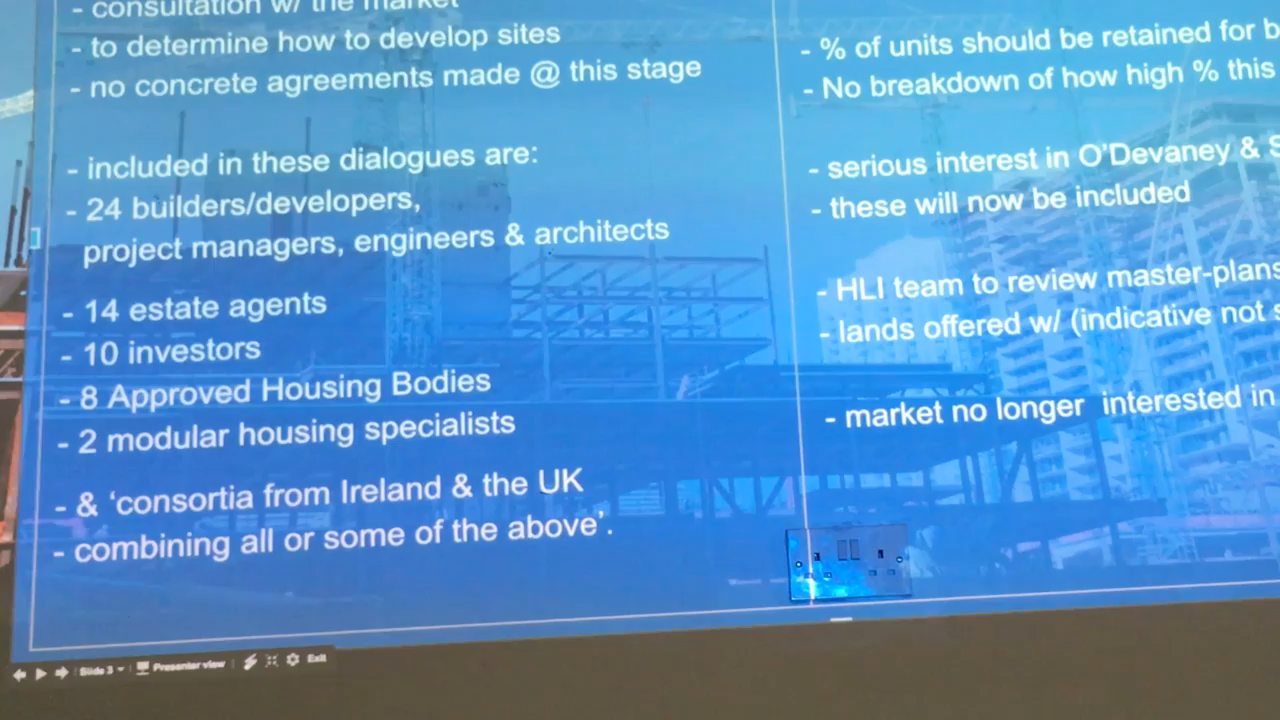 - consultation w/ the market
- to determine how to develop sites
- no concrete agreements made @ this stage
- included in these dialogues are:
- 24 builders/developers,
project managers, engineers & architects
- 14 estate agents
- 10 investors
- 8 Approved Housing Bodies
- 2 modular housing specialists
- & ‘consortia from Ireland & the UK
- combining all or some of the above’.
- % of units should be retained for b
- No breakdown of how high % this
- serious interest in O'Devaney & S
- these will now be included
- HLI team to review master-plans
- lands offered w/ (indicative not s
- market no longer interested in
Slide 3
Presenter view
Exit